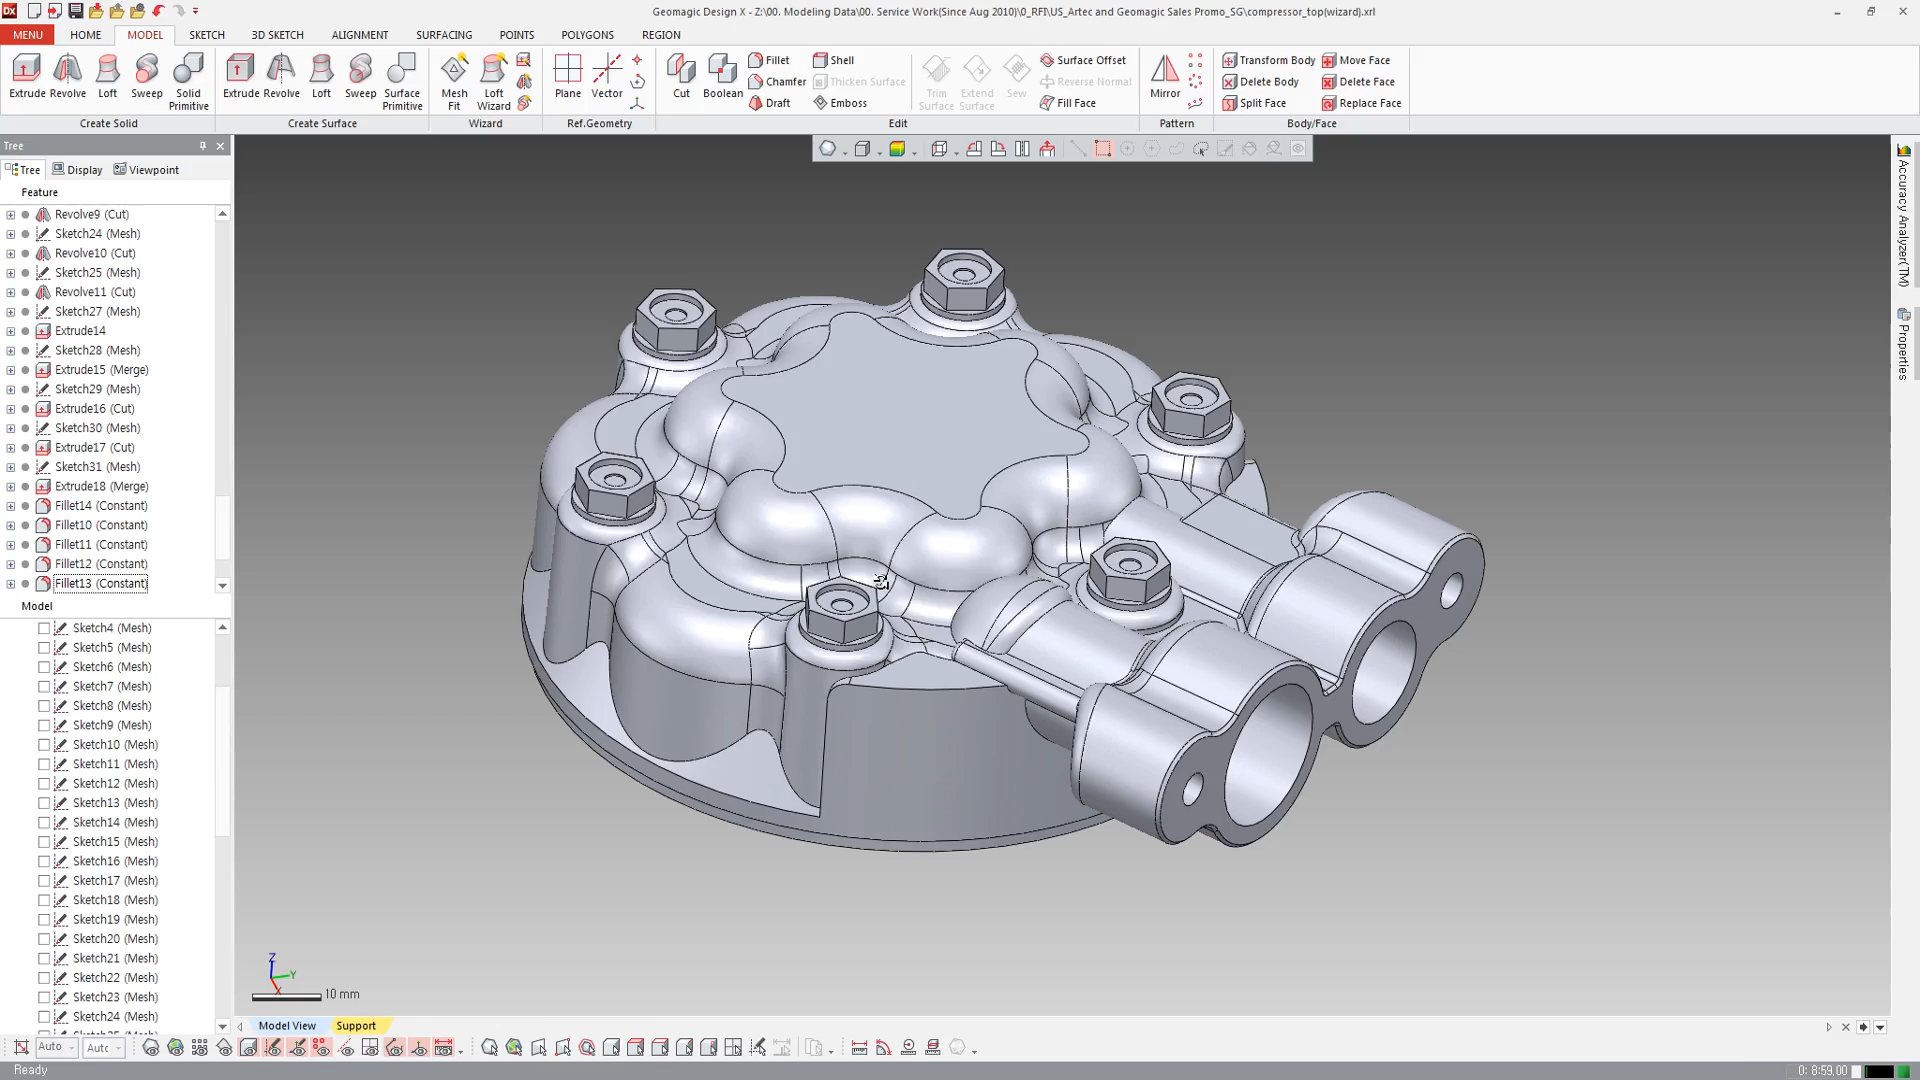 Dx
Geomagic Design X - Z:\00. Modeling Data\00. Service Work(Since Aug 2010)\0_RFI\US_Artec and Geomagic Sales Promo_SG\compressor_top(wizard).xrl
MENU HOME MODEL SKETCH 3D SKETCH ALIGNMENT SURFACING POINTS POLYGONS REGION
Extrude Revolve Loft Sweep Solid Primitive
Create Solid
Extrude Revolve Loft Sweep Surface Primitive
Create Surface
Mesh Fit Loft Wizard
Wizard
Plane Vector
Ref.Geometry
Cut Boolean
Fillet Shell
Chamfer Thicken Surface
Draft Emboss
Trim Surface Extend Surface Sew
Surface Offset
Reverse Normal
Fill Face
Edit
Mirror
Pattern
Transform Body Move Face
Delete Body Delete Face
Split Face Replace Face
Body/Face
Tree
Tree Display Viewpoint
Feature
Revolve9 (Cut)
Sketch24 (Mesh)
Revolve10 (Cut)
Sketch25 (Mesh)
Revolve11 (Cut)
Sketch27 (Mesh)
Extrude14
Sketch28 (Mesh)
Extrude15 (Merge)
Sketch29 (Mesh)
Extrude16 (Cut)
Sketch30 (Mesh)
Extrude17 (Cut)
Sketch31 (Mesh)
Extrude18 (Merge)
Fillet14 (Constant)
Fillet10 (Constant)
Fillet11 (Constant)
Fillet12 (Constant)
Fillet13 (Constant)
Model
Sketch4 (Mesh)
Sketch5 (Mesh)
Sketch6 (Mesh)
Sketch7 (Mesh)
Sketch8 (Mesh)
Sketch9 (Mesh)
Sketch10 (Mesh)
Sketch11 (Mesh)
Sketch12 (Mesh)
Sketch13 (Mesh)
Sketch14 (Mesh)
Sketch15 (Mesh)
Sketch16 (Mesh)
Sketch17 (Mesh)
Sketch18 (Mesh)
Sketch19 (Mesh)
Sketch20 (Mesh)
Sketch21 (Mesh)
Sketch22 (Mesh)
Sketch23 (Mesh)
Sketch24 (Mesh)
Accuracy Analyzer(TM)
Properties
Z
Y
X
10 mm
Model View Support
Auto Auto
Ready
0: 8:59,00